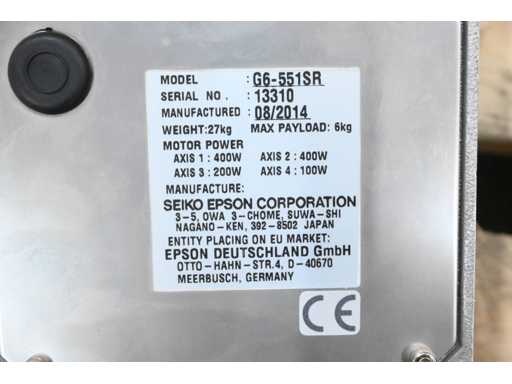 MODEL : G6-551SR
SERIAL NO. : 13310
MANUFACTURED : 08/2014
WEIGHT:27kg MAX PAYLOAD: 6kg
MOTOR POWER
AXIS 1 : 400W AXIS 2 : 400W
AXIS 3 : 200W AXIS 4 : 100W
MANUFACTURE:
SEIKO EPSON CORPORATION
3-5, OWA 3-CHOME, SUWA-SHI
NAGANO-KEN, 392-8502 JAPAN
ENTITY PLACING ON EU MARKET:
EPSON DEUTSCHLAND GmbH
OTTO-HAHN-STR.4, D-40670
MEERBUSCH, GERMANY
CE